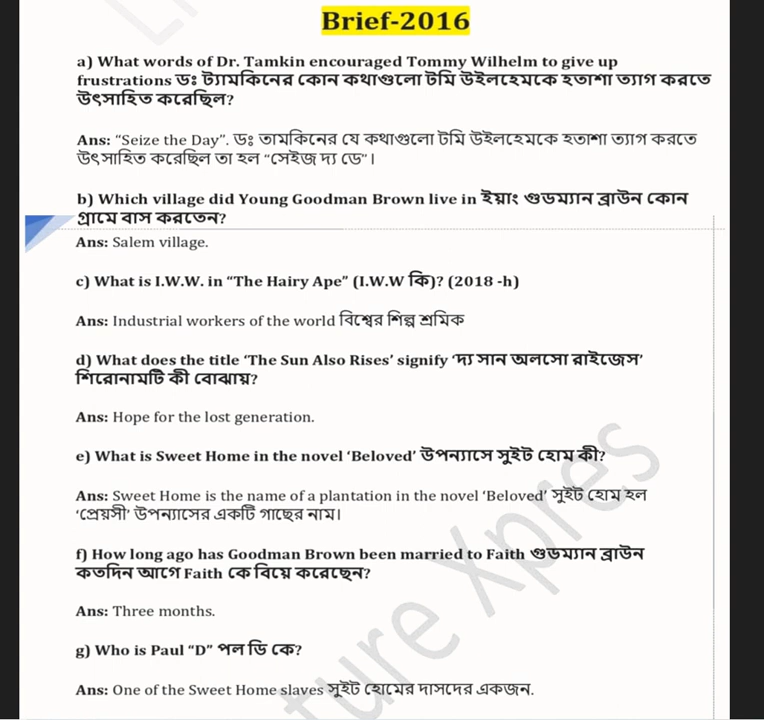 Brief-2016
a) What words of Dr. Tamkin encouraged Tommy Wilhelm to give up
frustrations ডঃ ট্যামকিনের কোন কথাগুলো টমি উইলহেমকে হতাশা ত্যাগ করতে
উৎসাহিত করেছিল?
Ans: “Seize the Day”. ডঃ তামকিনের যে কথাগুলো টমি উইলহেমকে হতাশা ত্যাগ করতে
উৎসাহিত করেছিল তা হল “সেইজ দ্য ডে”।
b) Which village did Young Goodman Brown live in ইয়াং গুডম্যান ব্রাউন কোন
গ্রামে বাস করতেন?
Ans: Salem village.
c) What is I.W.W. in “The Hairy Ape” (I.W.W কি)? (2018 -h)
Ans: Industrial workers of the world বিশ্বের শিল্প শ্রমিক
d) What does the title ‘The Sun Also Rises’ signify ‘দ্য সান অলসো রাইজেস’
শিরোনামটি কী বোঝায়?
Ans: Hope for the lost generation.
e) What is Sweet Home in the novel ‘Beloved’ উপন্যাসে সুইট হোম কী?
Ans: Sweet Home is the name of a plantation in the novel ‘Beloved’ সুইট হোম হল
‘প্রেয়সী’ উপন্যাসের একটি গাছের নাম।
f) How long ago has Goodman Brown been married to Faith গুডম্যান ব্রাউন
কতদিন আগে Faith কে বিয়ে করেছেন?
Ans: Three months.
g) Who is Paul “D” পল ডি কে?
Ans: One of the Sweet Home slaves সুইট হোমের দাসদের একজন.